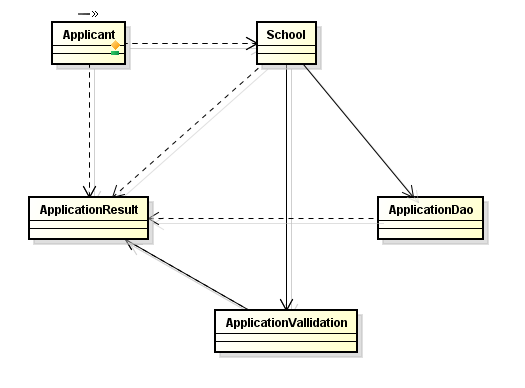 Applicant
School
ApplicationResult
ApplicationDao
ApplicationVallidation